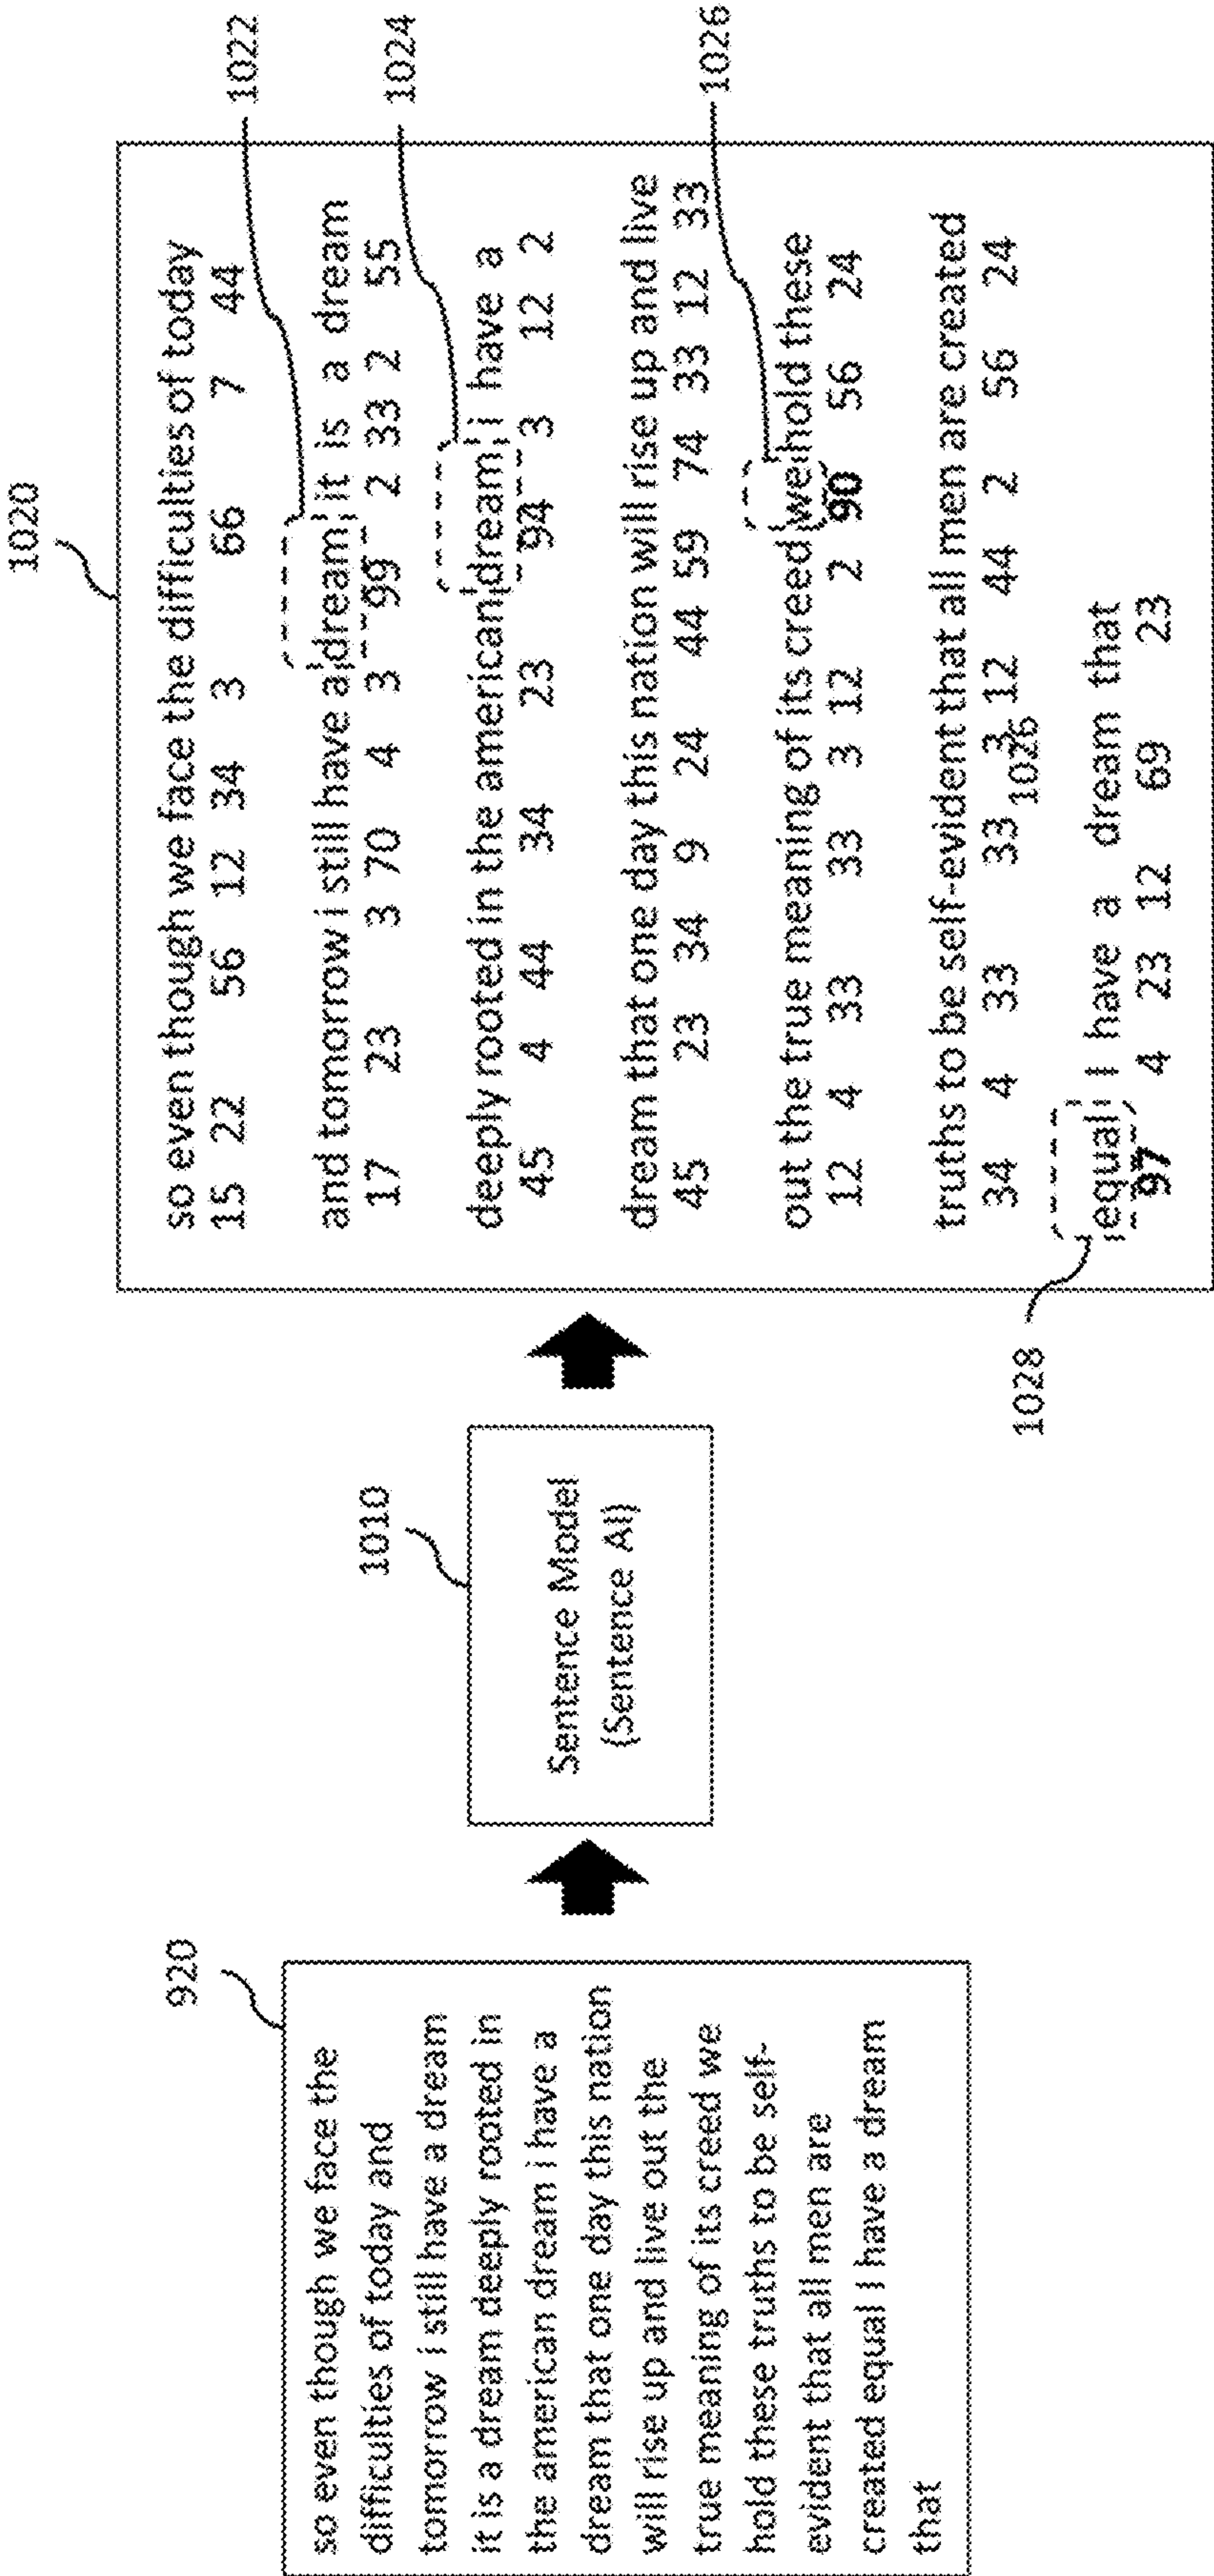 920
so even though we face the
difficulties of today and
tomorrow i still have a dream
it is a dream deeply rooted in
the american dream i have a
dream that one day this nation
will rise up and live out the
true meaning of its creed we
hold these truths to be self-
evident that all men are
created equal I have a dream
that
1010
Sentence Model
(Sentence AI)
1020
so even though we face the difficulties of today
15 22 56 12 34 3 66 7 44
1022
and tomorrow i still have a dream it is a dream
17 23 3 70 4 3 99 2 33 2 55
1024
deeply rooted in the american dream i have a
45 4 44 34 23 94 3 12 2
dream that one day this nation will rise up and live
45 23 34 9 24 44 59 74 33 12 33
1026
out the true meaning of its creed we hold these
12 4 33 33 3 12 2 90 56 24
truths to be self-evident that all men are created
34 4 33 33 3 12 44 2 56 24
1026
1028
equal I have a dream that
97 4 23 12 69 23